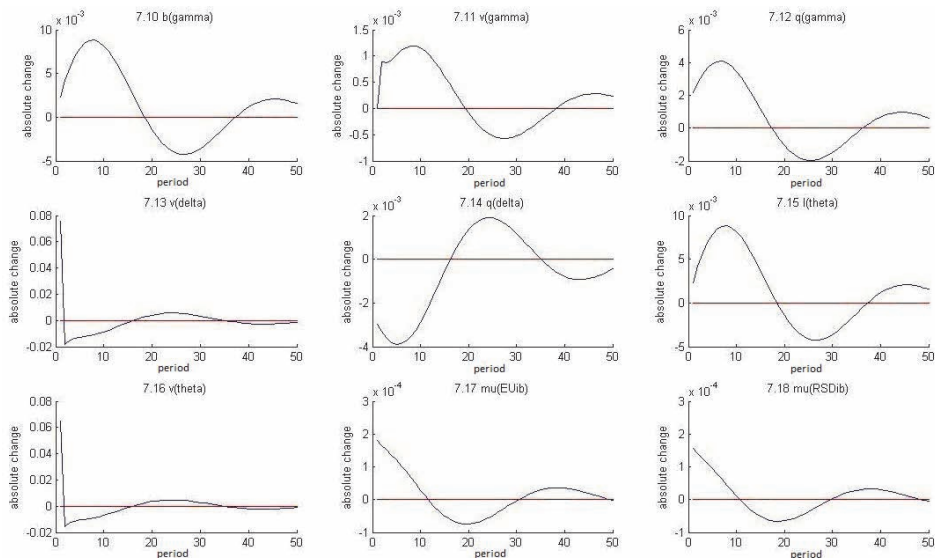 7.10 b(gamma)
x 10^-3
10
5
0
-5
0 10 20 30 40 50
period
absolute change
7.11 v(gamma)
x 10^-3
1.5
1
0.5
0
-0.5
-1
0 10 20 30 40 50
period
absolute change
7.12 q(gamma)
x 10^-3
6
4
2
0
-2
0 10 20 30 40 50
period
absolute change
7.13 v(delta)
0.08
0.06
0.04
0.02
0
-0.02
0 10 20 30 40 50
period
absolute change
7.14 q(delta)
x 10^-3
2
0
-2
-4
0 10 20 30 40 50
period
absolute change
7.15 l(theta)
x 10^-3
10
5
0
-5
0 10 20 30 40 50
period
absolute change
7.16 v(theta)
0.08
0.06
0.04
0.02
0
-0.02
0 10 20 30 40 50
period
absolute change
7.17 mu(EUib)
x 10^-4
3
2
1
0
-1
0 10 20 30 40 50
period
absolute change
7.18 mu(RSDib)
x 10^-4
3
2
1
0
-1
0 10 20 30 40 50
period
absolute change